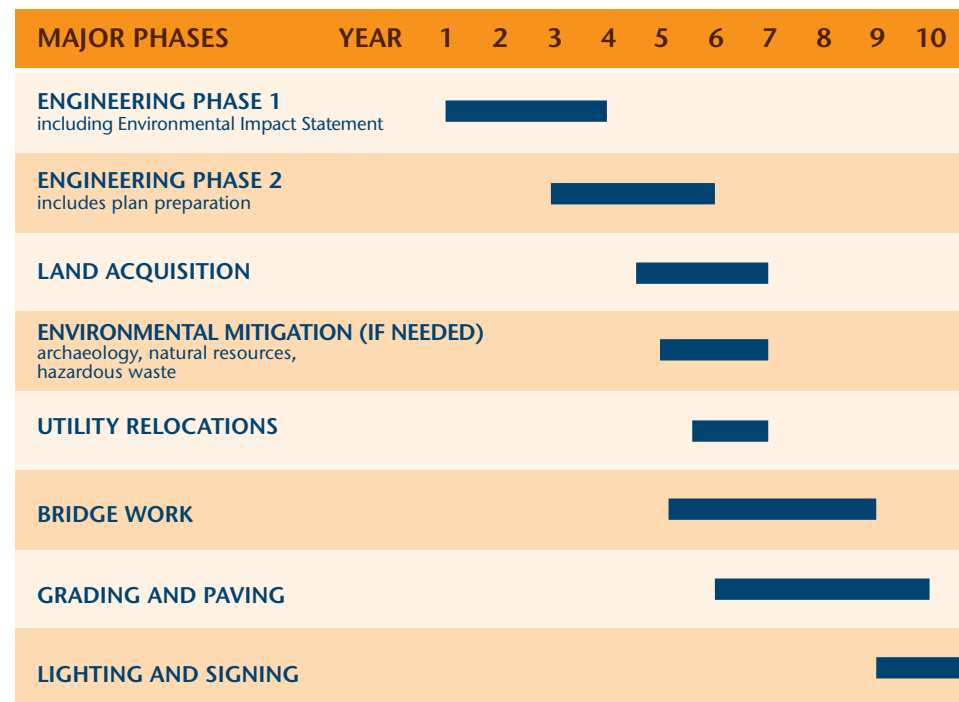 MAJOR PHASES YEAR 1 2 3 4 5 6 7 8 9 10
ENGINEERING PHASE 1
including Environmental Impact Statement
ENGINEERING PHASE 2
includes plan preparation
LAND ACQUISITION
ENVIRONMENTAL MITIGATION (IF NEEDED)
archaeology, natural resources,
hazardous waste
UTILITY RELOCATIONS
BRIDGE WORK
GRADING AND PAVING
LIGHTING AND SIGNING